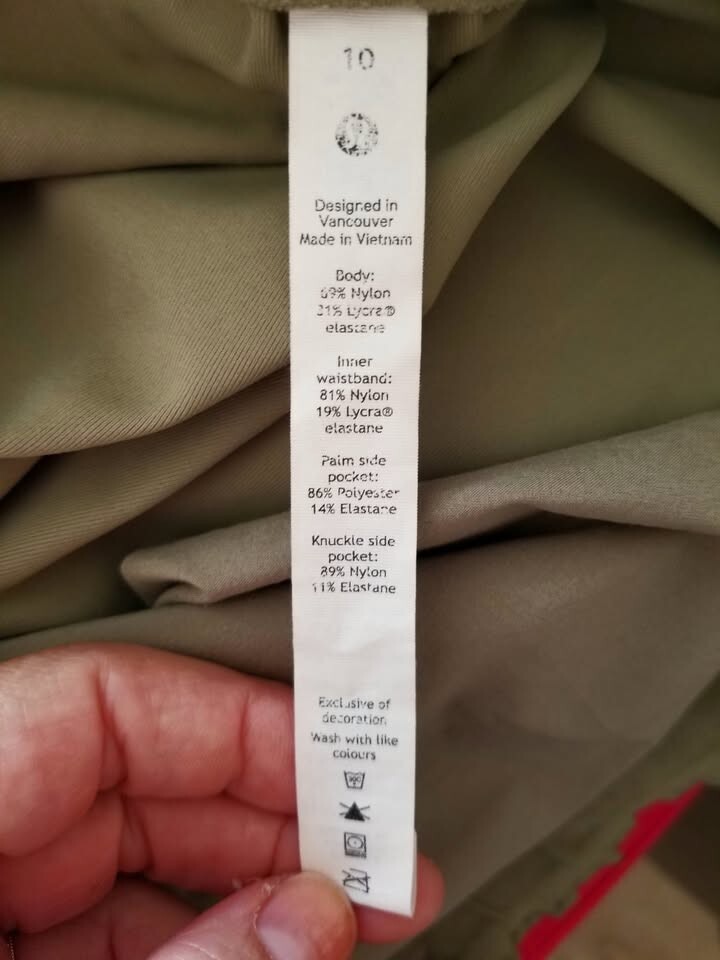 10
Designed in
Vancouver
Made in Vietnam
Body:
69% Nylon
31% Lycra®
elastane
Inner
waistband:
81% Nylon
19% Lycra®
elastane
Palm side
pocket:
86% Polyester
14% Elastane
Knuckle side
pocket:
89% Nylon
11% Elastane
Exclusive of
decoration
Wash with like
colours